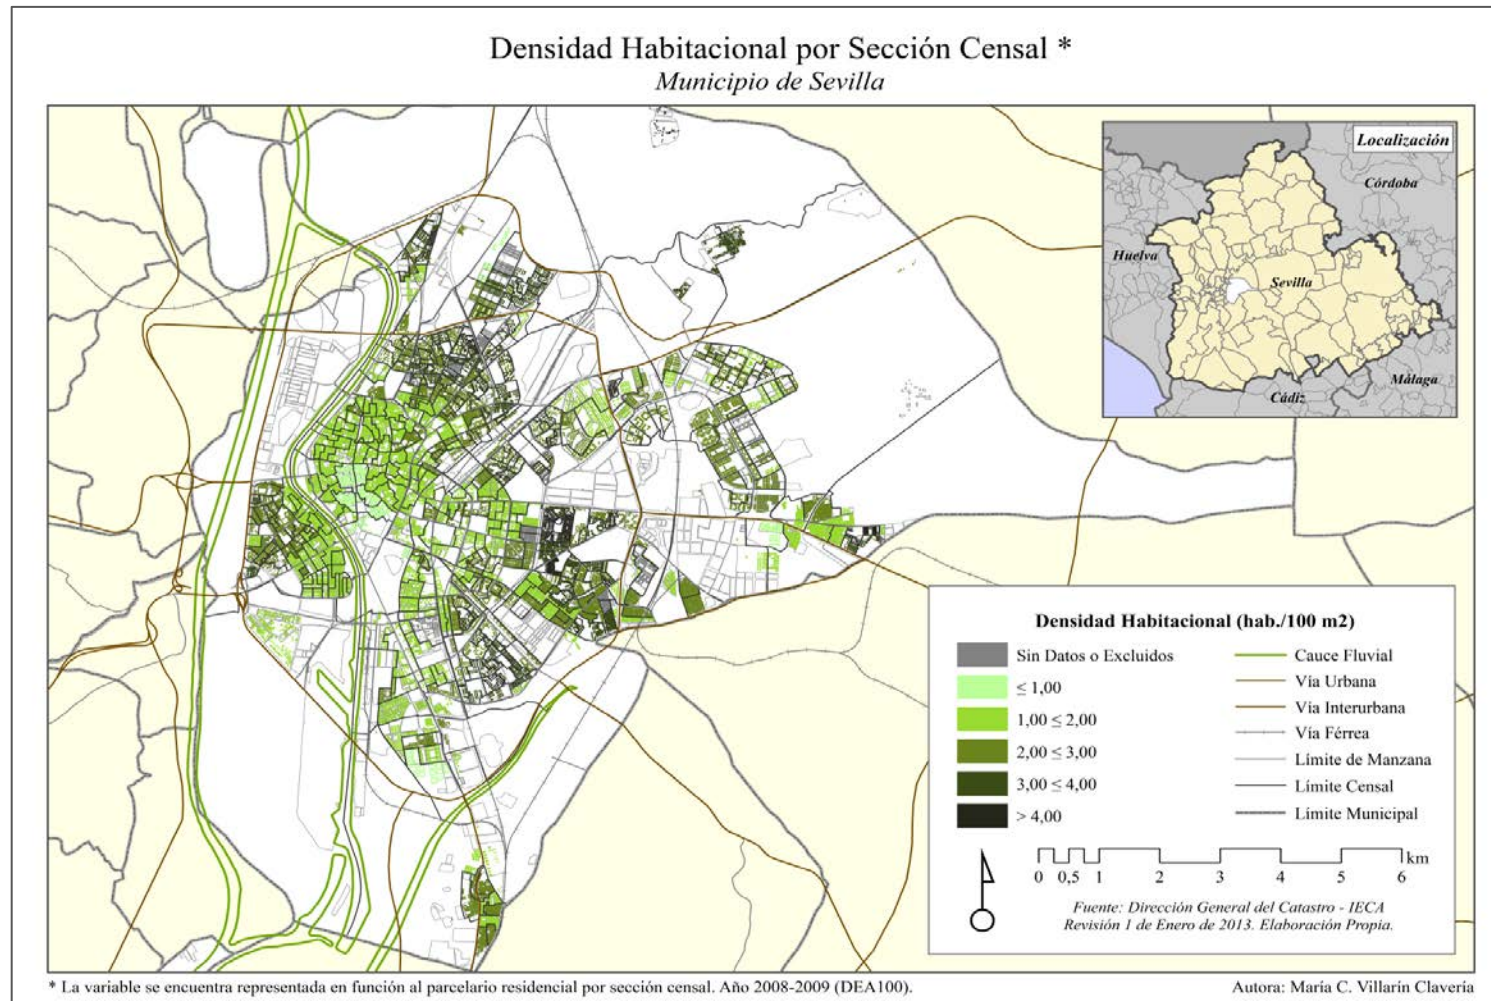 Densidad Habitacional por Sección Censal *
Municipio de Sevilla
Localización
Córdoba
Huelva
Sevilla
Málaga
Cádiz
Densidad Habitacional (hab./100 m2)
Sin Datos o Excluidos
≤ 1,00
1,00 ≤ 2,00
2,00 ≤ 3,00
3,00 ≤ 4,00
> 4,00
Cauce Fluvial
Vía Urbana
Vía Interurbana
Vía Férrea
Límite de Manzana
Límite Censal
Límite Municipal
km
0 0,5 1 2 3 4 5 6
Fuente: Dirección General del Catastro - IECA
Revisión 1 de Enero de 2013. Elaboración Propia.
* La variable se encuentra representada en función al parcelario residencial por sección censal. Año 2008-2009 (DEA100).
Autora: María C. Villarín Clavería